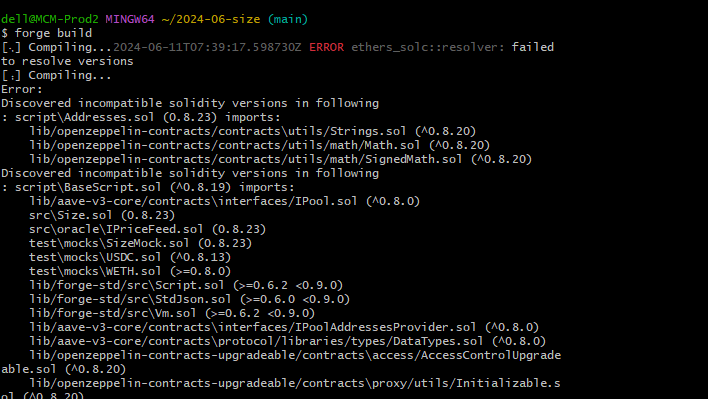 dell@MCM-Prod2 MINGW64 ~/2024-06-size (main)
$ forge build
[⠢] Compiling...2024-06-11T07:39:17.598730Z ERROR ethers_solc::resolver: failed
to resolve versions
[⠰] Compiling...
Error:
Discovered incompatible solidity versions in following
: script\Addresses.sol (0.8.23) imports:
    lib/openzeppelin-contracts/contracts\utils/Strings.sol (^0.8.20)
    lib/openzeppelin-contracts/contracts/utils/math/Math.sol (^0.8.20)
    lib/openzeppelin-contracts/contracts/utils/math/SignedMath.sol (^0.8.20)
Discovered incompatible solidity versions in following
: script\BaseScript.sol (^0.8.19) imports:
    lib/aave-v3-core/contracts\interfaces/IPool.sol (^0.8.0)
    src\Size.sol (0.8.23)
    src\oracle\IPriceFeed.sol (0.8.23)
    test\mocks\SizeMock.sol (0.8.23)
    test\mocks\USDC.sol (^0.8.13)
    test\mocks\WETH.sol (>=0.8.0)
    lib/forge-std/src\Script.sol (>=0.6.2 <0.9.0)
    lib/forge-std/src\StdJson.sol (>=0.6.0 <0.9.0)
    lib/forge-std/src\Vm.sol (>=0.6.2 <0.9.0)
    lib/aave-v3-core/contracts\interfaces/IPoolAddressesProvider.sol (^0.8.0)
    lib/aave-v3-core/contracts\protocol/libraries/types/DataTypes.sol (^0.8.0)
    lib/openzeppelin-contracts-upgradeable/contracts\access/AccessControlUpgrade
able.sol (^0.8.20)
    lib/openzeppelin-contracts-upgradeable/contracts\proxy/utils/Initializable.s
ol (^0.8.20)